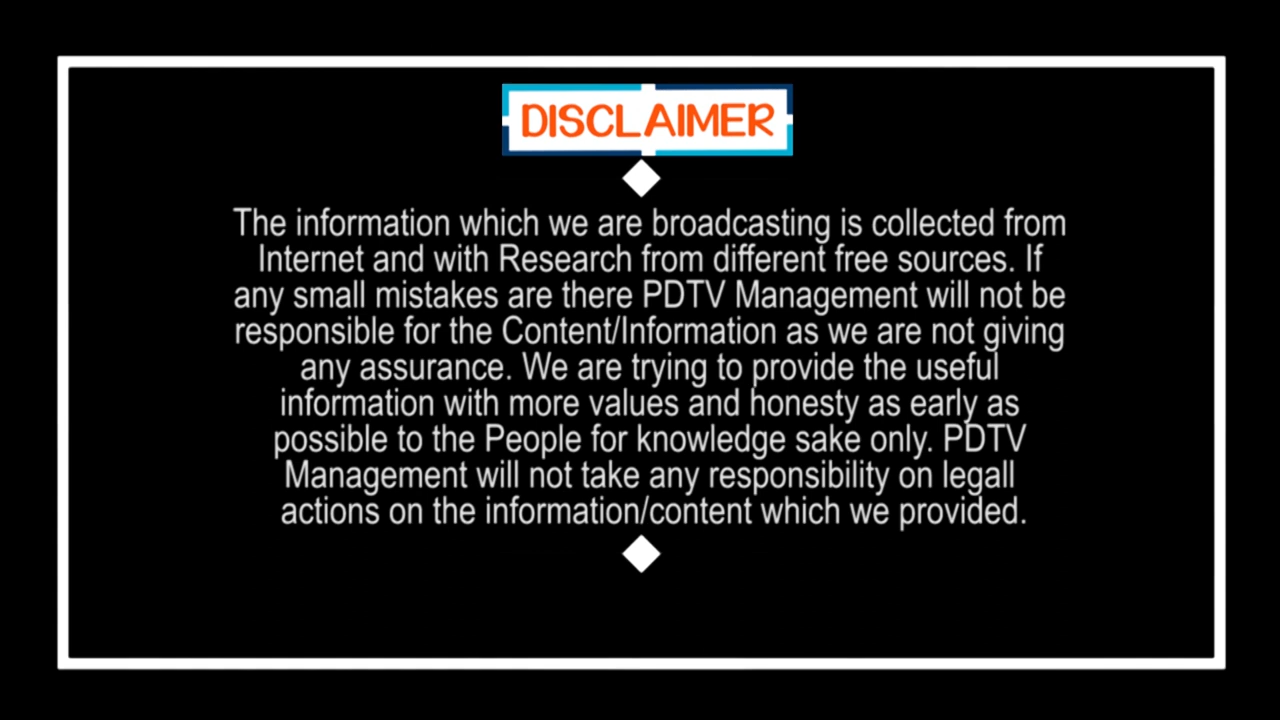 DISCLAIMER
The information which we are broadcasting is collected from
Internet and with Research from different free sources. If
any small mistakes are there PDTV Management will not be
responsible for the Content/Information as we are not giving
any assurance. We are trying to provide the useful
information with more values and honesty as early as
possible to the People for knowledge sake only. PDTV
Management will not take any responsibility on legall
actions on the information/content which we provided.